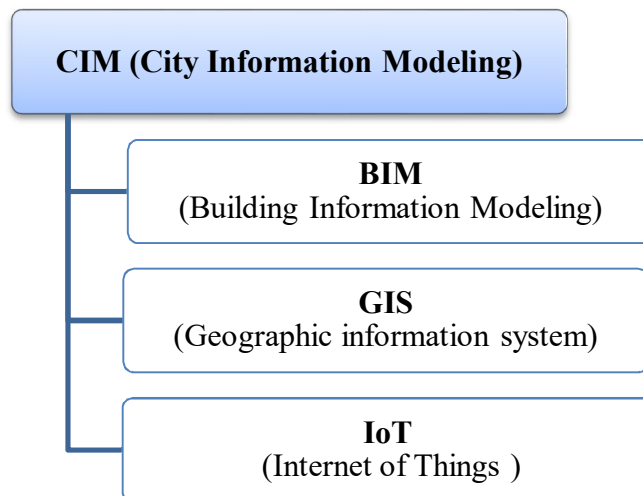 CIM (City Information Modeling)
BIM
(Building Information Modeling)
GIS
(Geographic information system)
IoT
(Internet of Things )